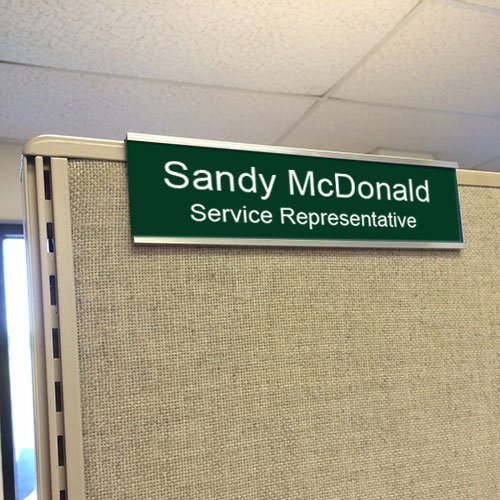 Sandy McDonald
Service Representative